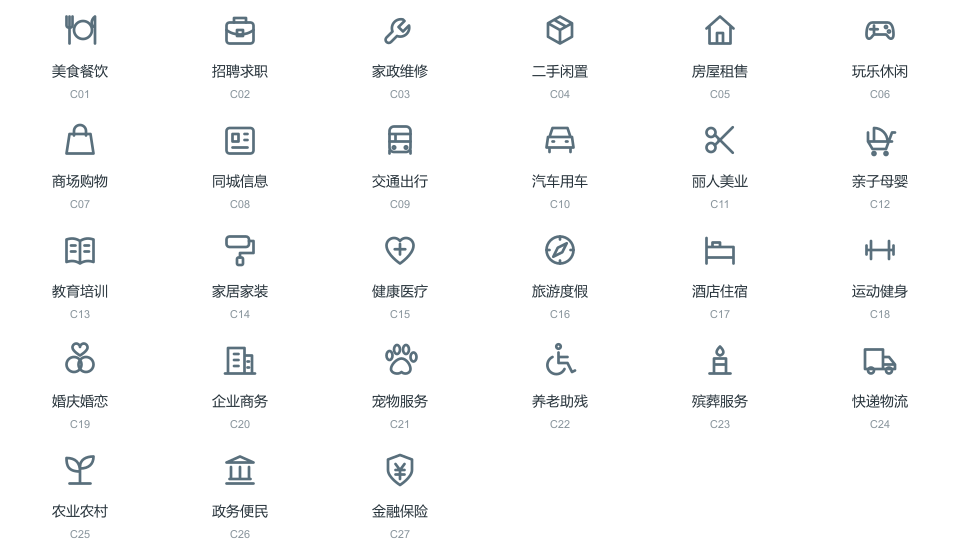 美食餐饮 招聘求职 家政维修 二手闲置 房屋租售 玩乐休闲
C01 C02 C03 C04 C05 C06
商场购物 同城信息 交通出行 汽车用车 丽人美业 亲子母婴
C07 C08 C09 C10 C11 C12
教育培训 家居家装 健康医疗 旅游度假 酒店住宿 运动健身
C13 C14 C15 C16 C17 C18
婚庆婚恋 企业商务 宠物服务 养老助残 殡葬服务 快递物流
C19 C20 C21 C22 C23 C24
农业农村 政务便民 金融保险
C25 C26 C27